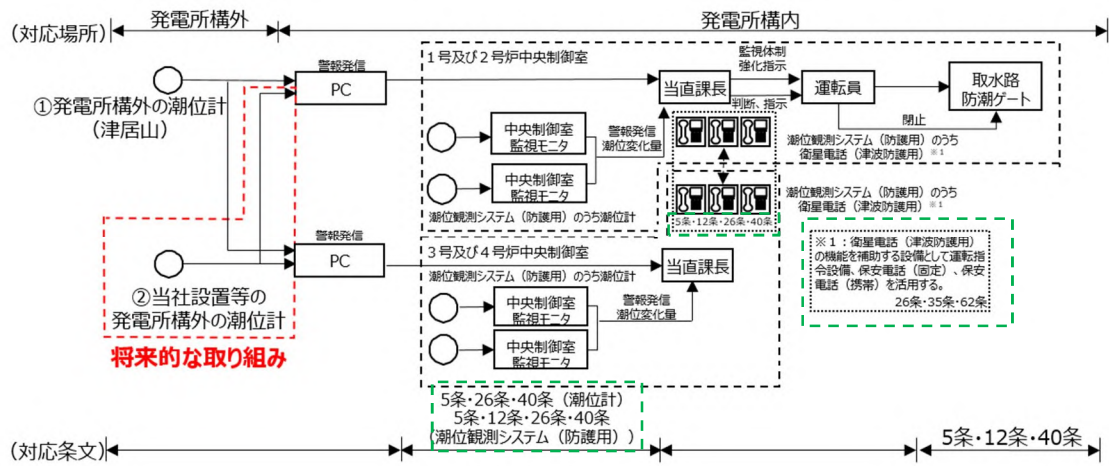 (対応場所)
発電所構外
発電所構内
①発電所構外の潮位計
(津居山)
警報発信
PC
1号及び2号炉中央制御室
中央制御室
監視モニタ
中央制御室
監視モニタ
潮位観測システム(防護用)のうち潮位計
警報発信
潮位変化量
当直課長
監視体制
強化指示
判断、指示
運転員
取水路
防潮ゲート
閉止
潮位観測システム(防護用)のうち
衛星電話(津波防護用)※1
潮位観測システム(防護用)のうち
衛星電話(津波防護用)※1
5条・12条・26条・40条
②当社設置等の
発電所構外の潮位計
将来的な取り組み
警報発信
PC
3号及び4号炉中央制御室
潮位観測システム(防護用)のうち潮位計
中央制御室
監視モニタ
中央制御室
監視モニタ
警報発信
潮位変化量
当直課長
※1:衛星電話(津波防護用)
の機能を補助する設備として運転指
令設備、保安電話(固定)、保安
電話(携帯)を活用する。
26条・35条・62条
5条・26条・40条(潮位計)
5条・12条・26条・40条
(潮位観測システム(防護用))
(対応条文)
5条・12条・40条